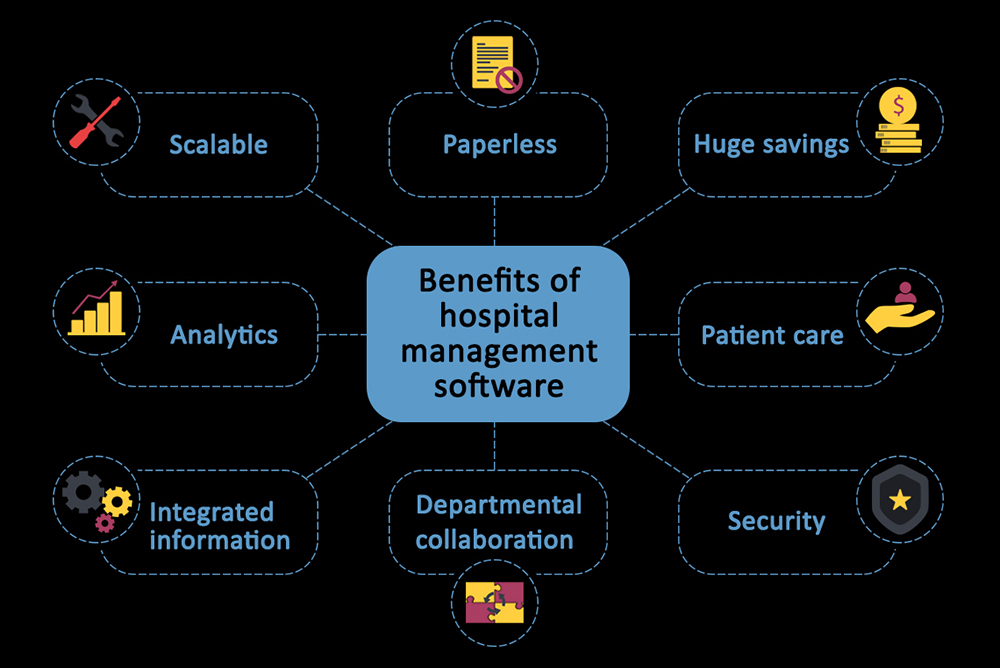 Scalable
Paperless
Huge savings
$
Benefits of
hospital
management
software
Analytics
Patient care
Integrated
information
Departmental
collaboration
Security